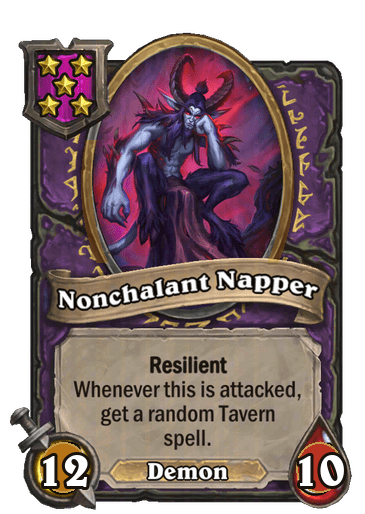 Nonchalant Napper
Resilient
Whenever this is attacked,
get a random Tavern
spell.
12
Demon
10